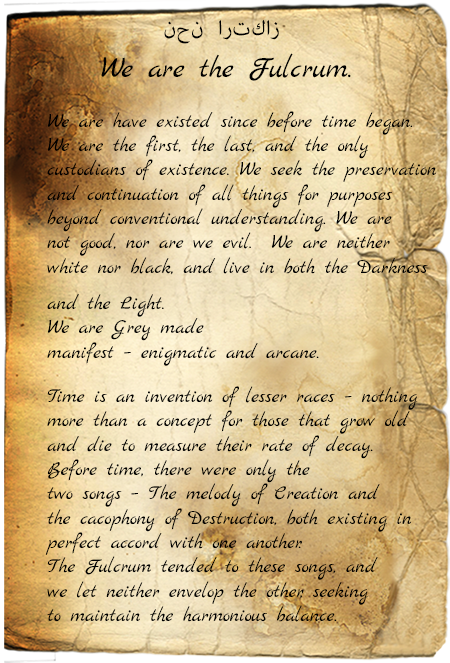 نحن ارتكاز
We are the Fulcrum.
We are have existed since before time began.
We are the first, the last, and the only
custodians of existence. We seek the preservation
and continuation of all things for purposes
beyond conventional understanding. We are
not good, nor are we evil. We are neither
white nor black, and live in both the Darkness
and the Light.
We are Grey made
manifest - enigmatic and arcane.
Time is an invention of lesser races - nothing
more than a concept for those that grow old
and die to measure their rate of decay.
Before time, there were only the
two songs - The melody of Creation and
the cacophony of Destruction, both existing in
perfect accord with one another.
The Fulcrum tended to these songs, and
we let neither envelop the other, seeking
to maintain the harmonious balance.